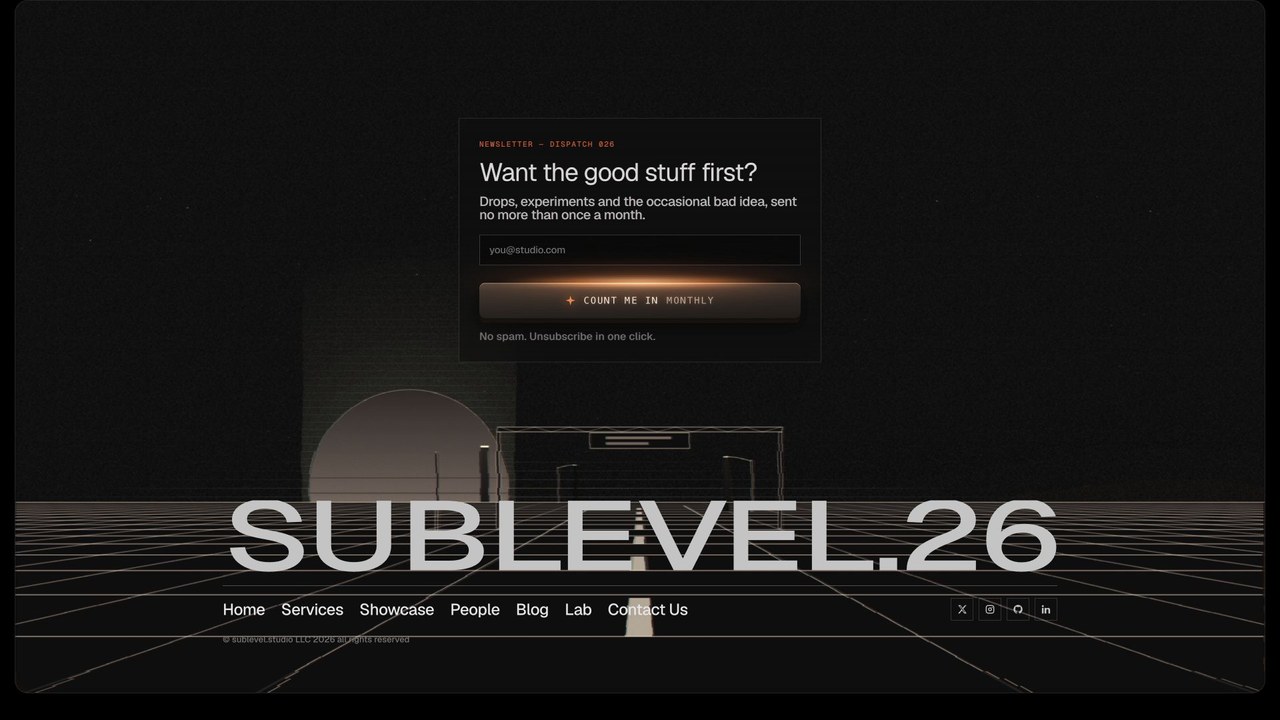 NEWSLETTER — DISPATCH 026
Want the good stuff first?
Drops, experiments and the occasional bad idea, sent
no more than once a month.
you@studio.com
COUNT ME IN MONTHLY
No spam. Unsubscribe in one click.
SUBLEVEL.26
Home Services Showcase People Blog Lab Contact Us
© sublevel.studio LLC 2026 all rights reserved